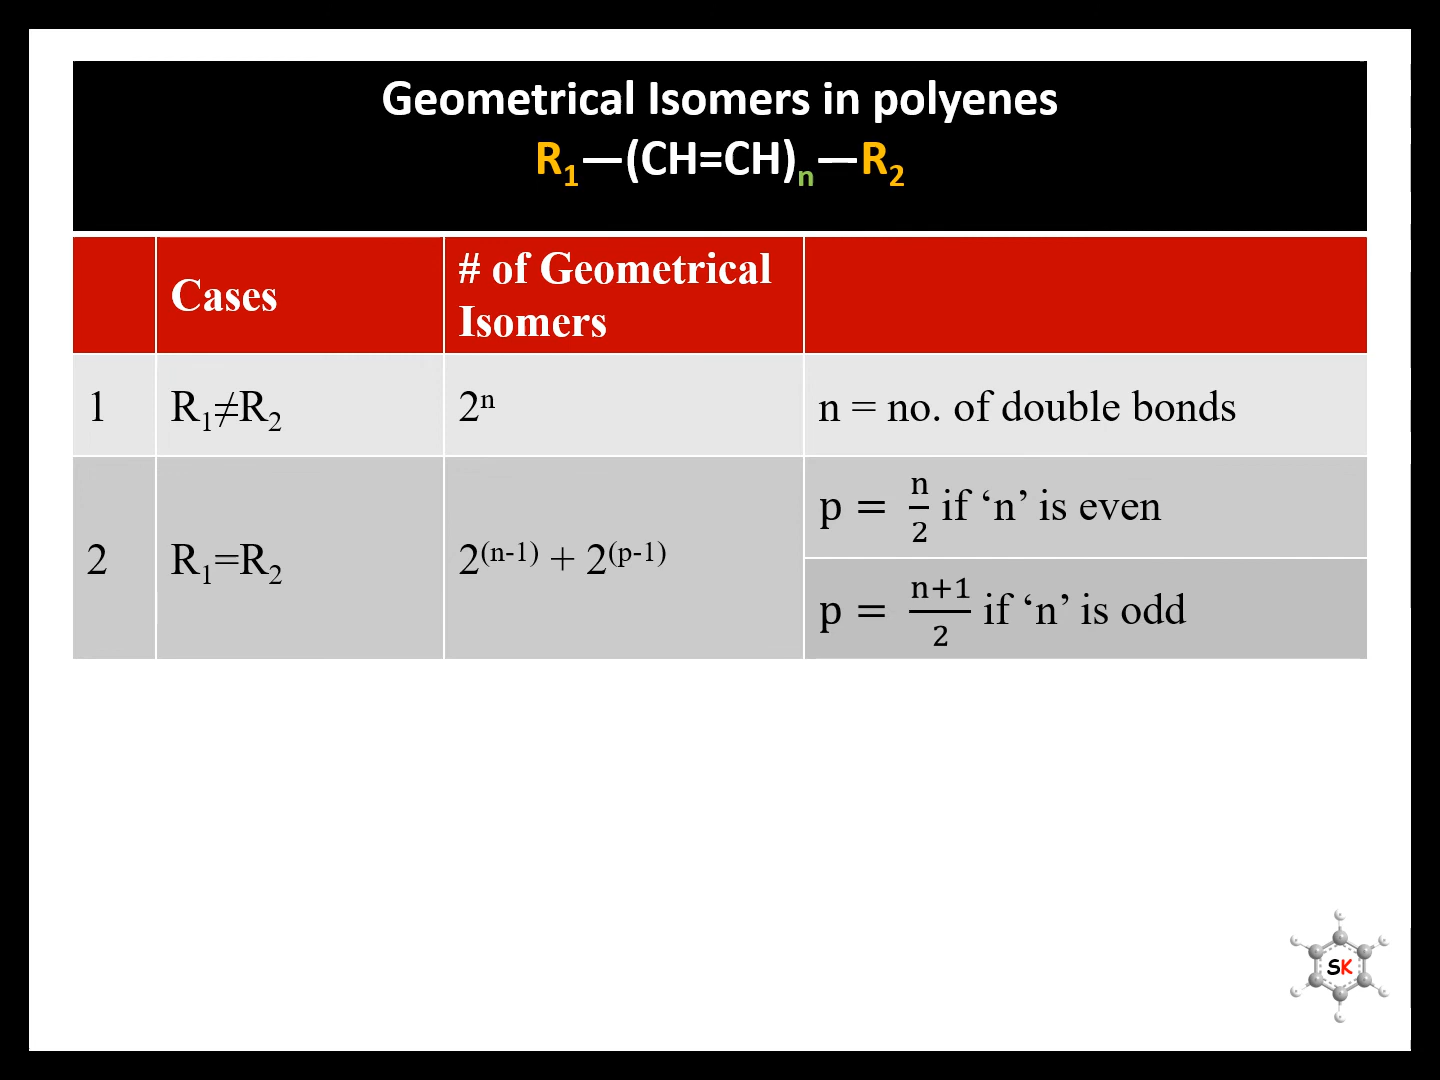 Geometrical Isomers in polyenes
R₁—(CH=CH)ₙ—R₂
Cases
# of Geometrical
Isomers
1
R₁≠R₂
2ⁿ
n = no. of double bonds
2
R₁=R₂
2⁽ⁿ⁻¹⁾ + 2⁽ᵖ⁻¹⁾
p = n/2 if ‘n’ is even
p = n+1/2 if ‘n’ is odd
SK